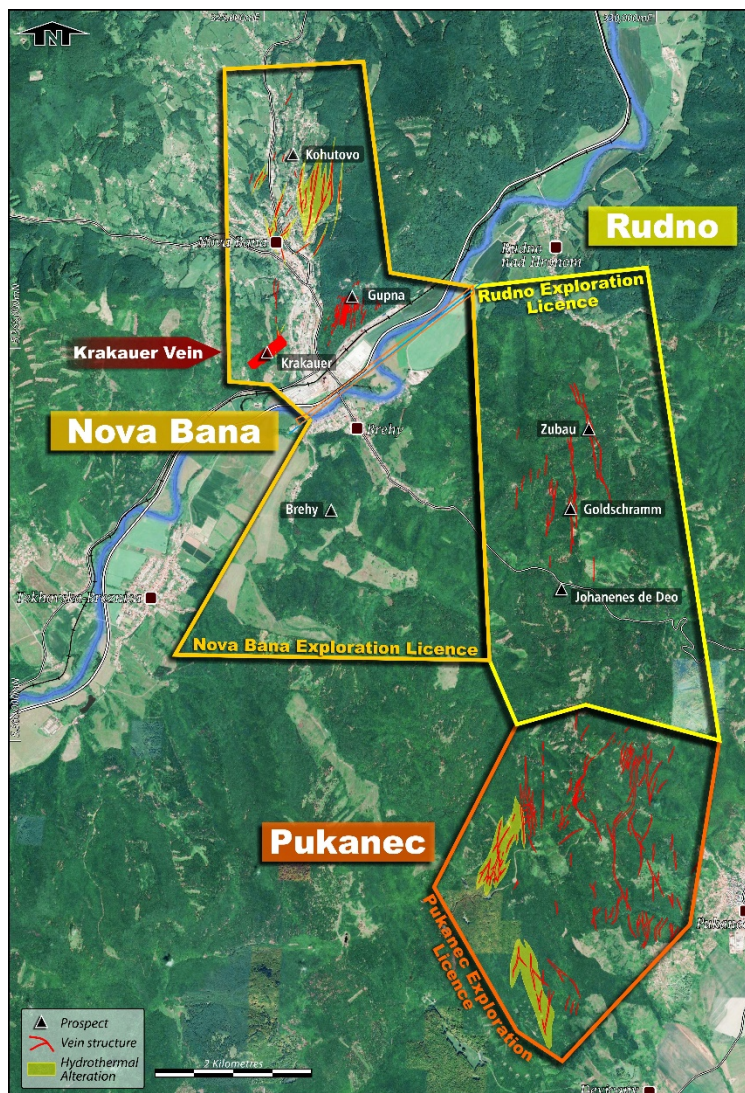 N
Kohutovo
Rudno
Gupna
Rudno Exploration
Licence
Krakauer Vein
Krakauer
Nova Bana
Zubau
Brehy
Goldschramm
Johanenes de Deo
Nova Bana Exploration Licence
Pukanec
Pukanec Exploration
Licence
Prospect
Vein structure
Hydrothermal
Alteration
2 Kilometres